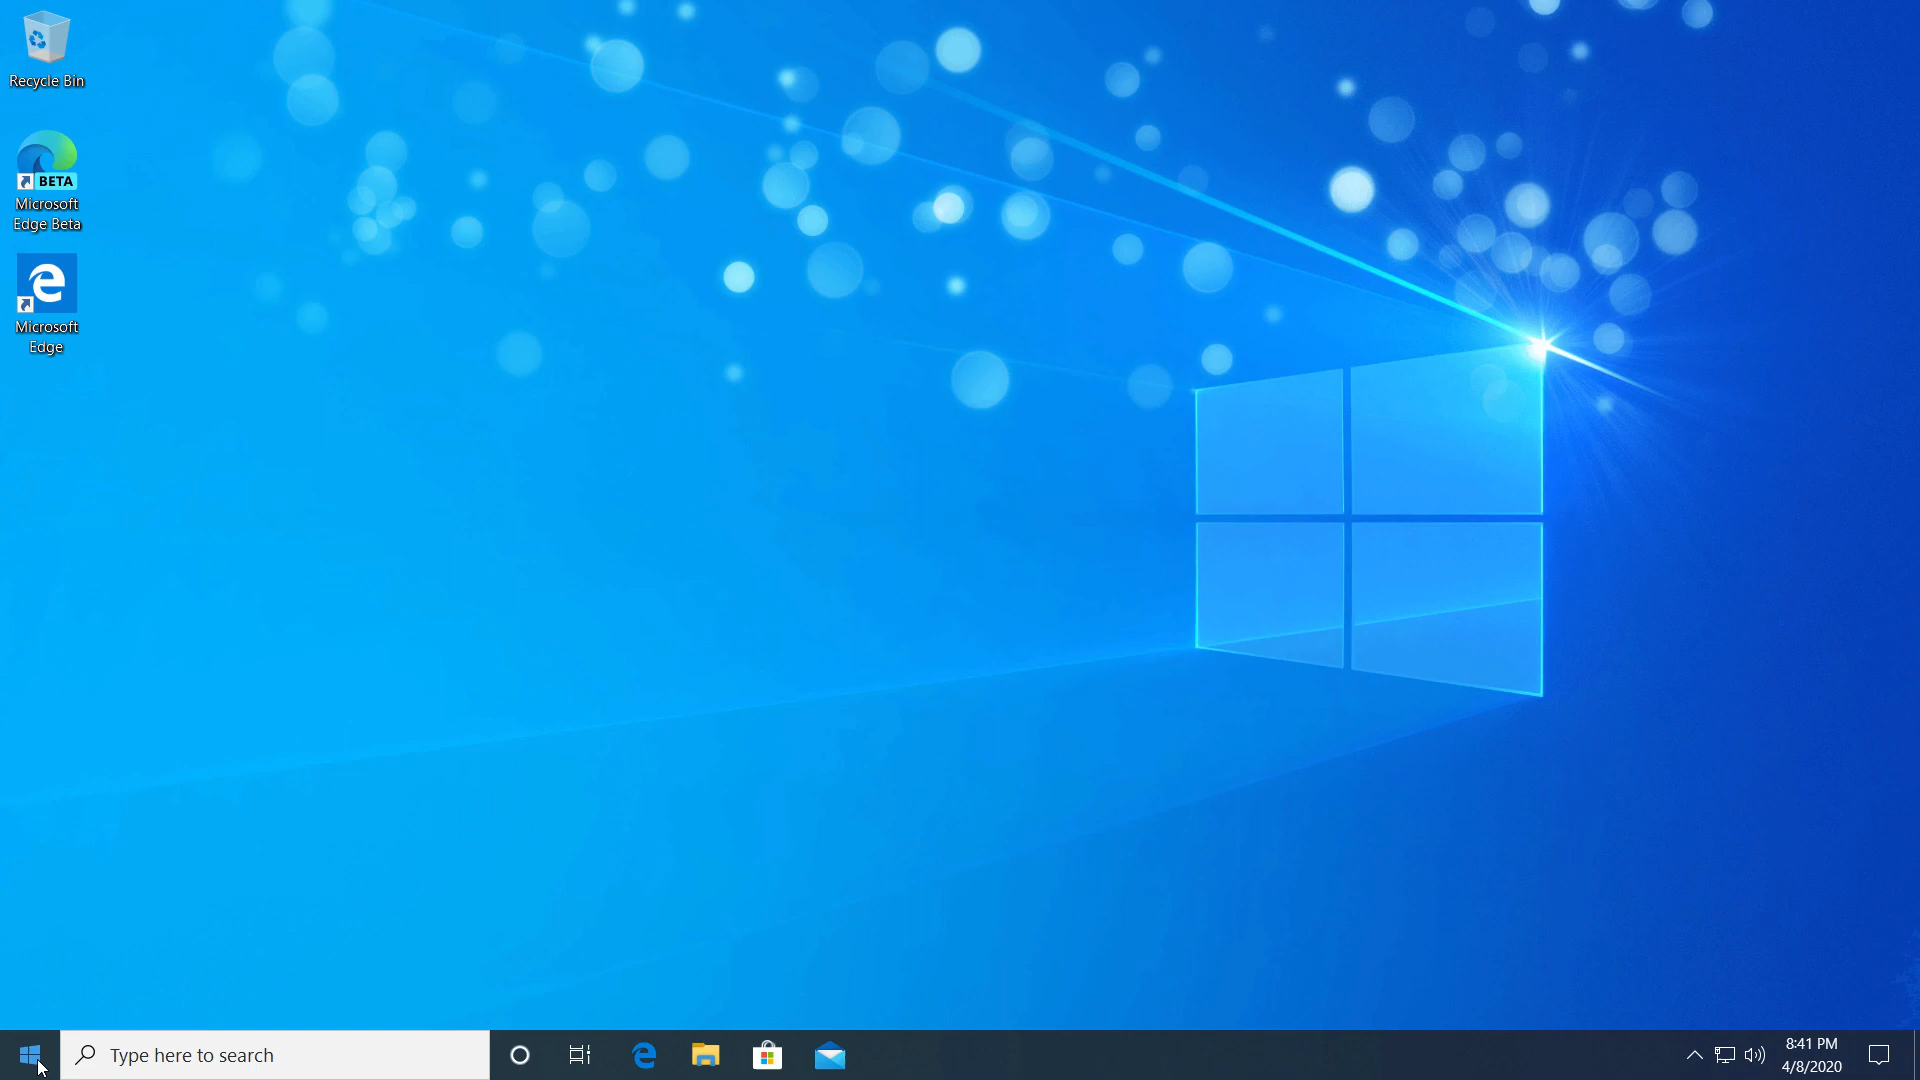 Recycle Bin
BETA
Microsoft
Edge Beta
Microsoft
Edge
Type here to search
8:41 PM
4/8/2020